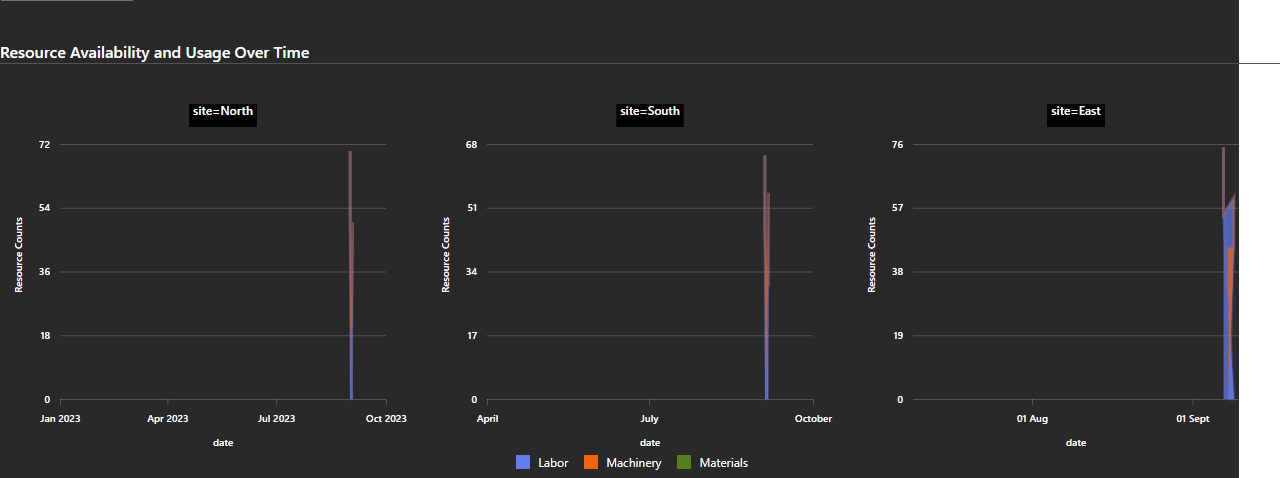 Resource Availability and Usage Over Time
site=North
site=South
site=East
72
54
36
18
0
Resource Counts
Jan 2023
Apr 2023
Jul 2023
Oct 2023
date
68
51
34
17
0
Resource Counts
April
July
October
date
76
57
38
19
0
Resource Counts
01 Aug
01 Sept
date
Labor
Machinery
Materials